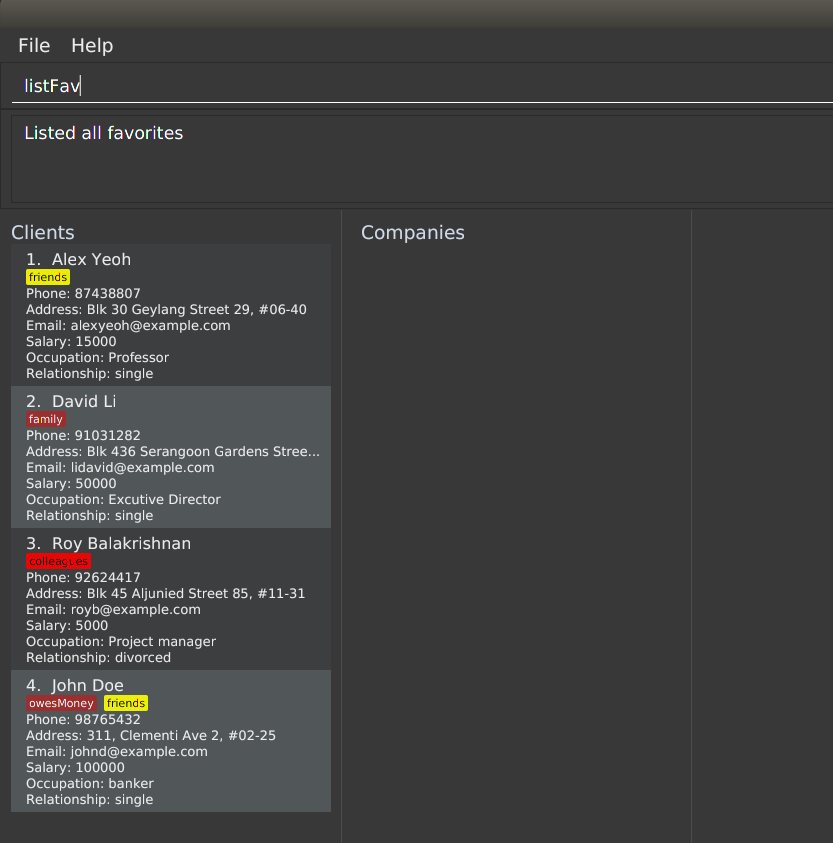 File Help
listFav
Listed all favorites
Clients
1. Alex Yeoh
friends
Phone: 87438807
Address: Blk 30 Geylang Street 29, #06-40
Email: alexyeoh@example.com
Salary: 15000
Occupation: Professor
Relationship: single
2. David Li
family
Phone: 91031282
Address: Blk 436 Serangoon Gardens Stree...
Email: lidavid@example.com
Salary: 50000
Occupation: Excutive Director
Relationship: single
3. Roy Balakrishnan
colleagues
Phone: 92624417
Address: Blk 45 Aljunied Street 85, #11-31
Email: royb@example.com
Salary: 5000
Occupation: Project manager
Relationship: divorced
4. John Doe
owesMoney friends
Phone: 98765432
Address: 311, Clementi Ave 2, #02-25
Email: johnd@example.com
Salary: 100000
Occupation: banker
Relationship: single
Companies